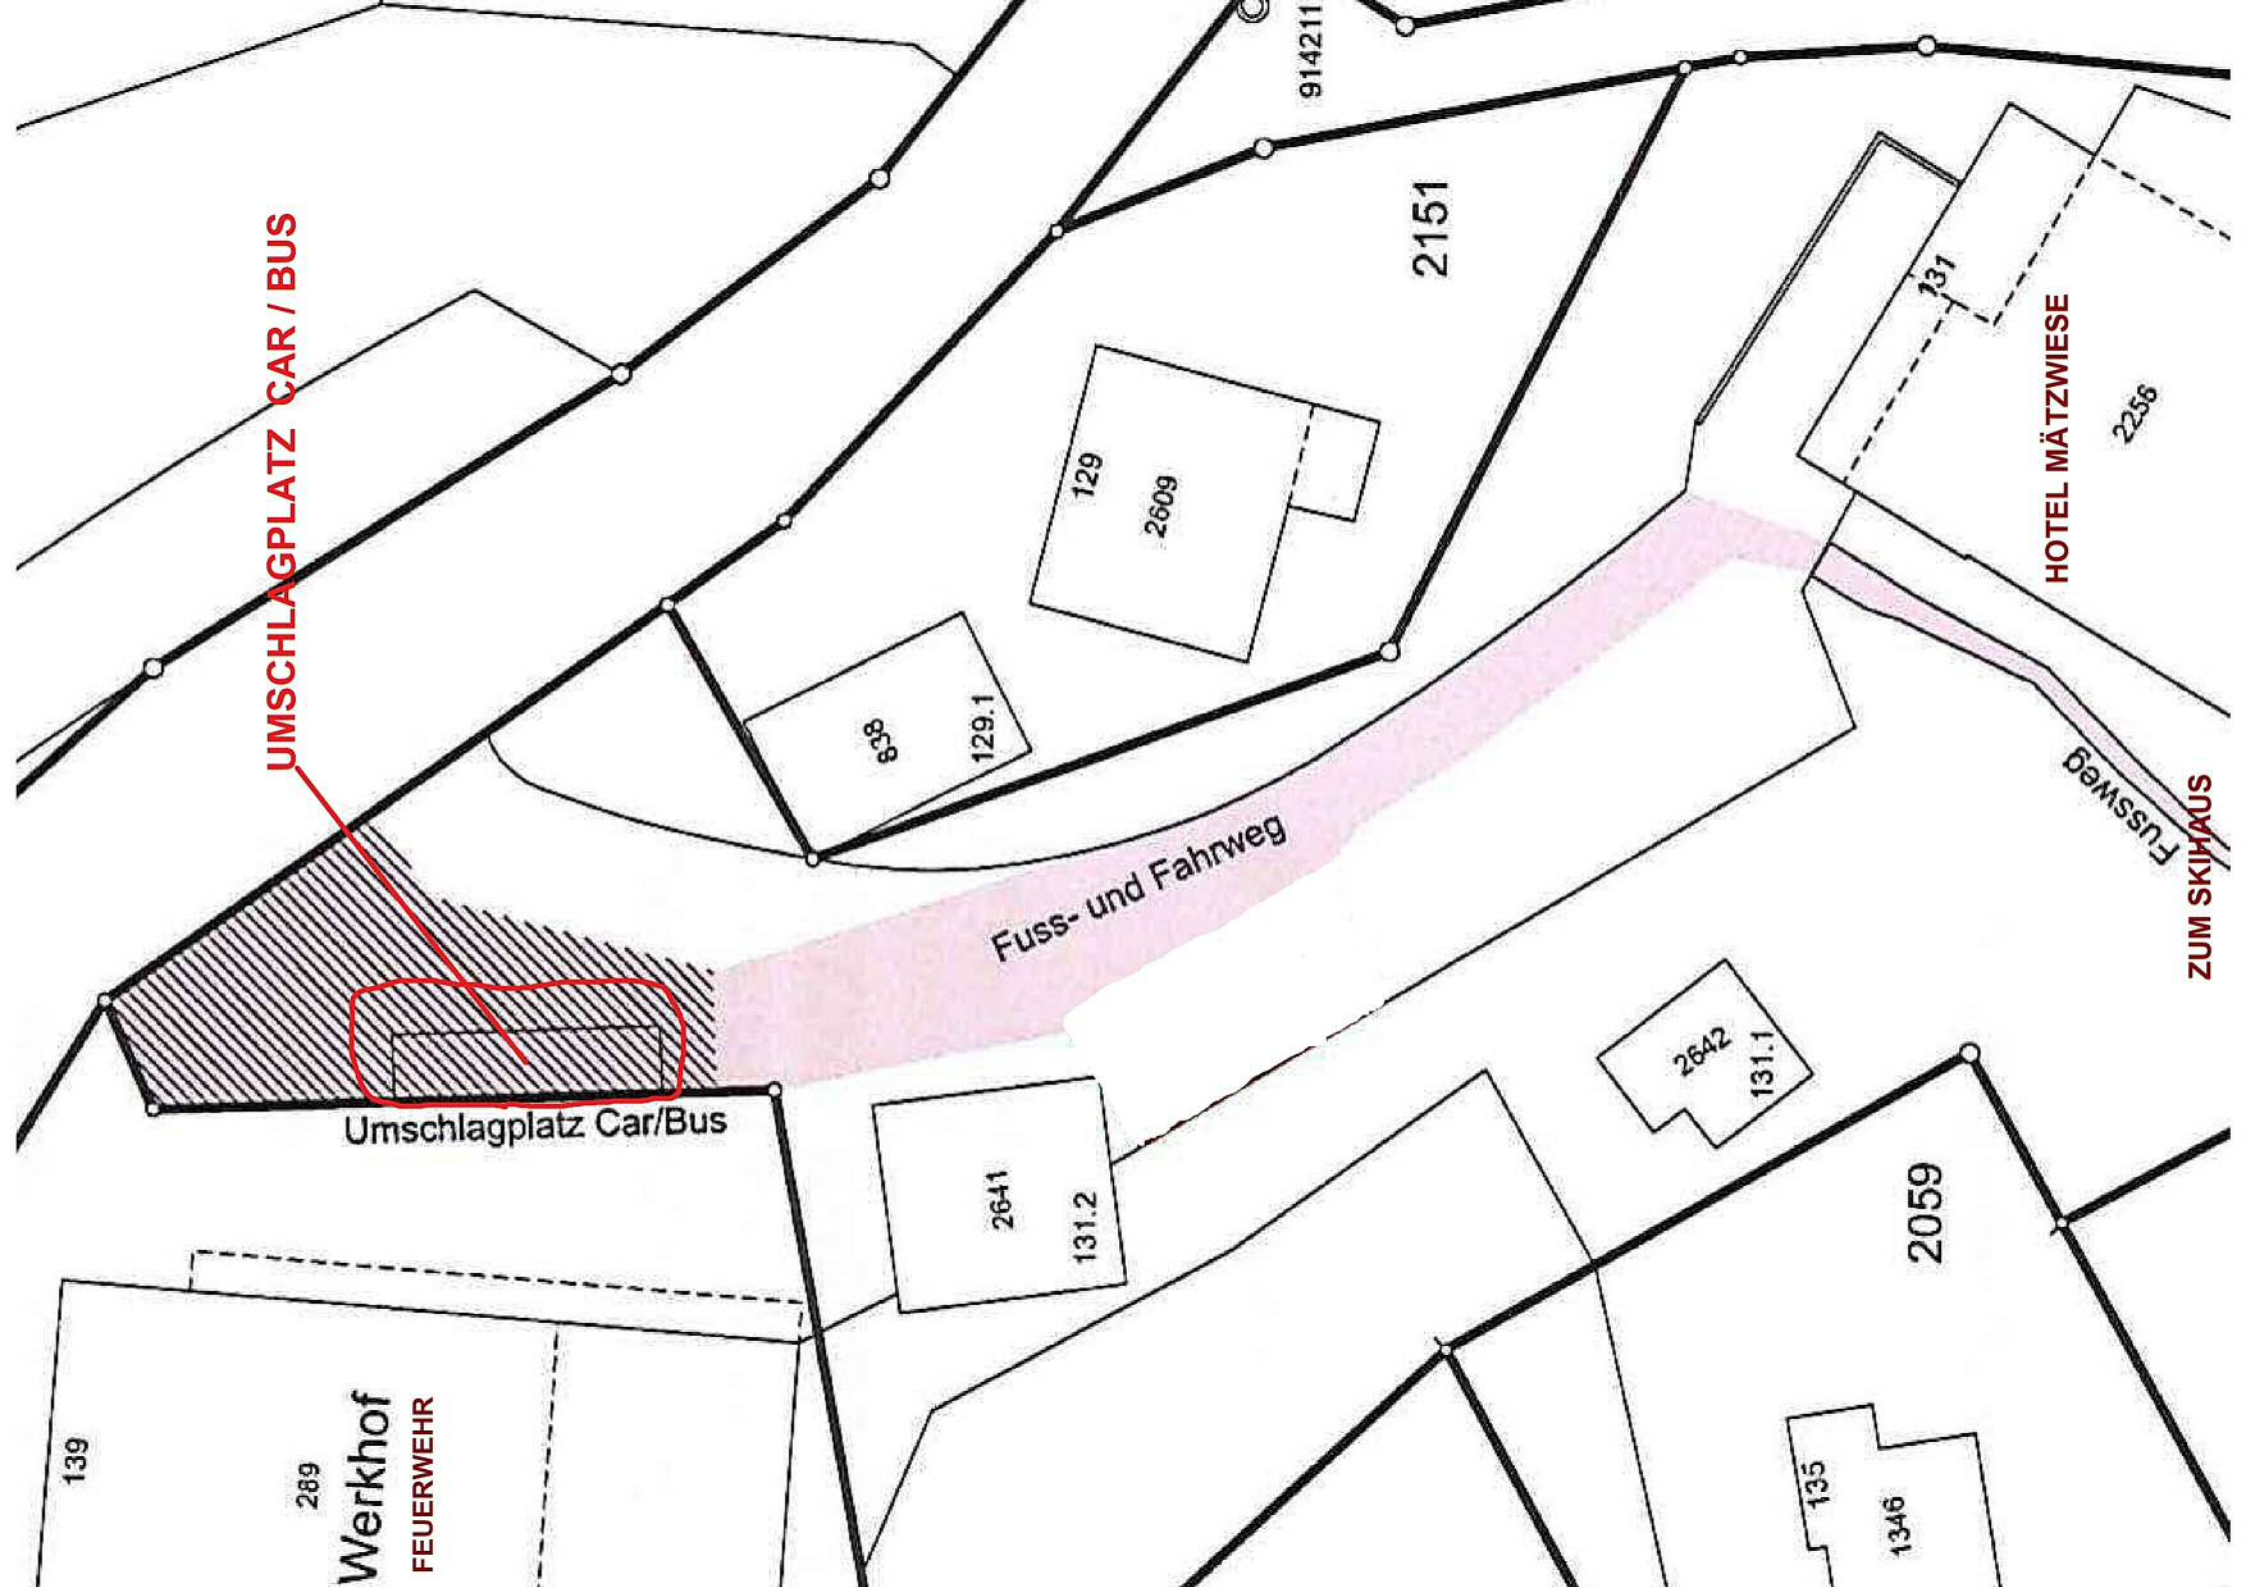 914211
UMSCHLAGPLATZ CAR / BUS
2151
131
HOTEL MÄTZWIESE
2256
129
2609
838
129.1
Fussweg
ZUM SKIHAUS
Fuss- und Fahrweg
Umschlagplatz Car/Bus
2642
131.1
2641
131.2
2059
139
289
Werkhof
FEUERWEHR
135
1346